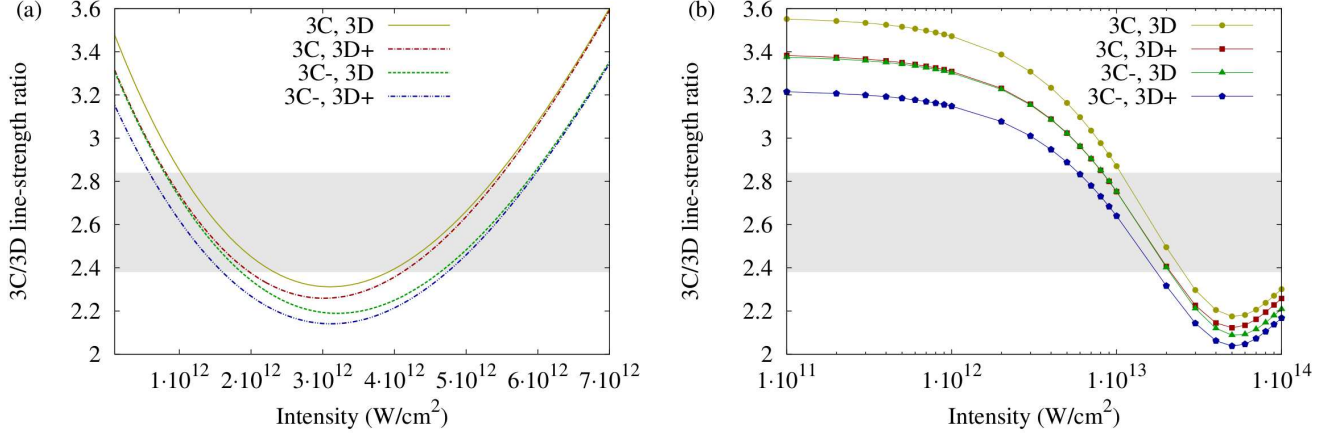 (a)
3C/3D line-strength ratio
3.6
3.4
3.2
3
2.8
2.6
2.4
2.2
2
3C, 3D
3C, 3D+
3C-, 3D
3C-, 3D+
1·10¹² 2·10¹² 3·10¹² 4·10¹² 5·10¹² 6·10¹² 7·10¹²
Intensity (W/cm²)
(b)
3C/3D line-strength ratio
3.6
3.4
3.2
3
2.8
2.6
2.4
2.2
2
3C, 3D
3C, 3D+
3C-, 3D
3C-, 3D+
1·10¹¹ 1·10¹² 1·10¹³ 1·10¹⁴
Intensity (W/cm²)